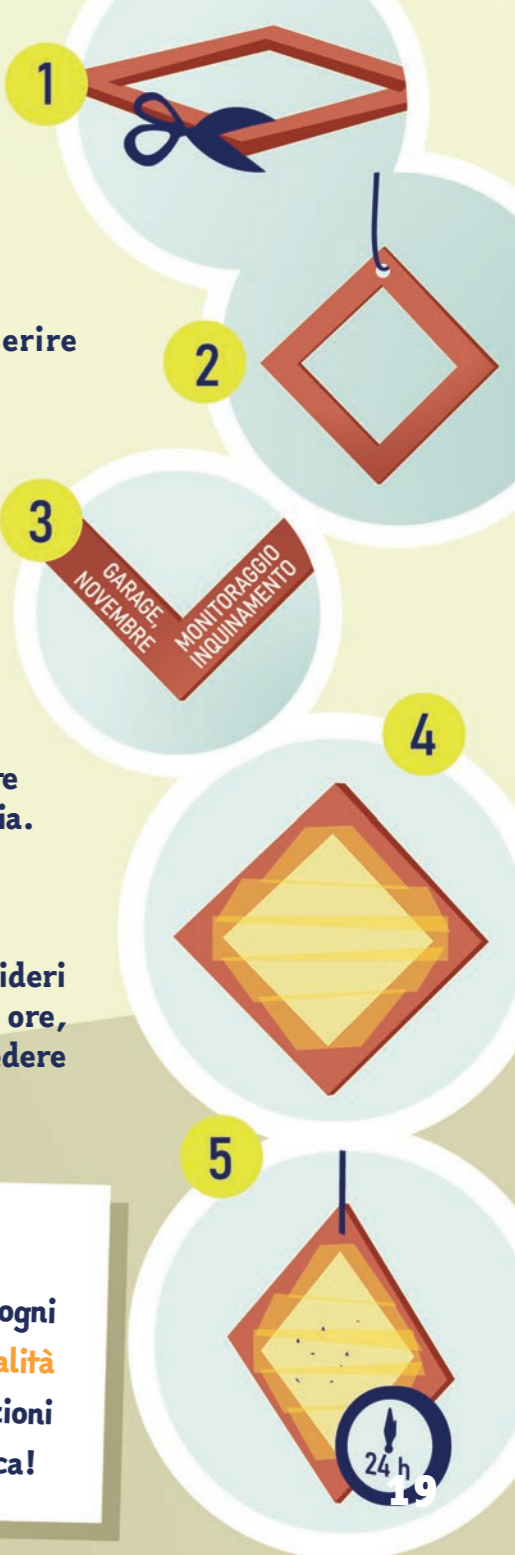 1
erire
2
3
GARAGE,
NOVEMBRE
MONITORAGGIO
INQUINAMENTO
4
re
ia.
ideri
ore,
edere
5
ogni
alità
zioni
ca!
24 h
19